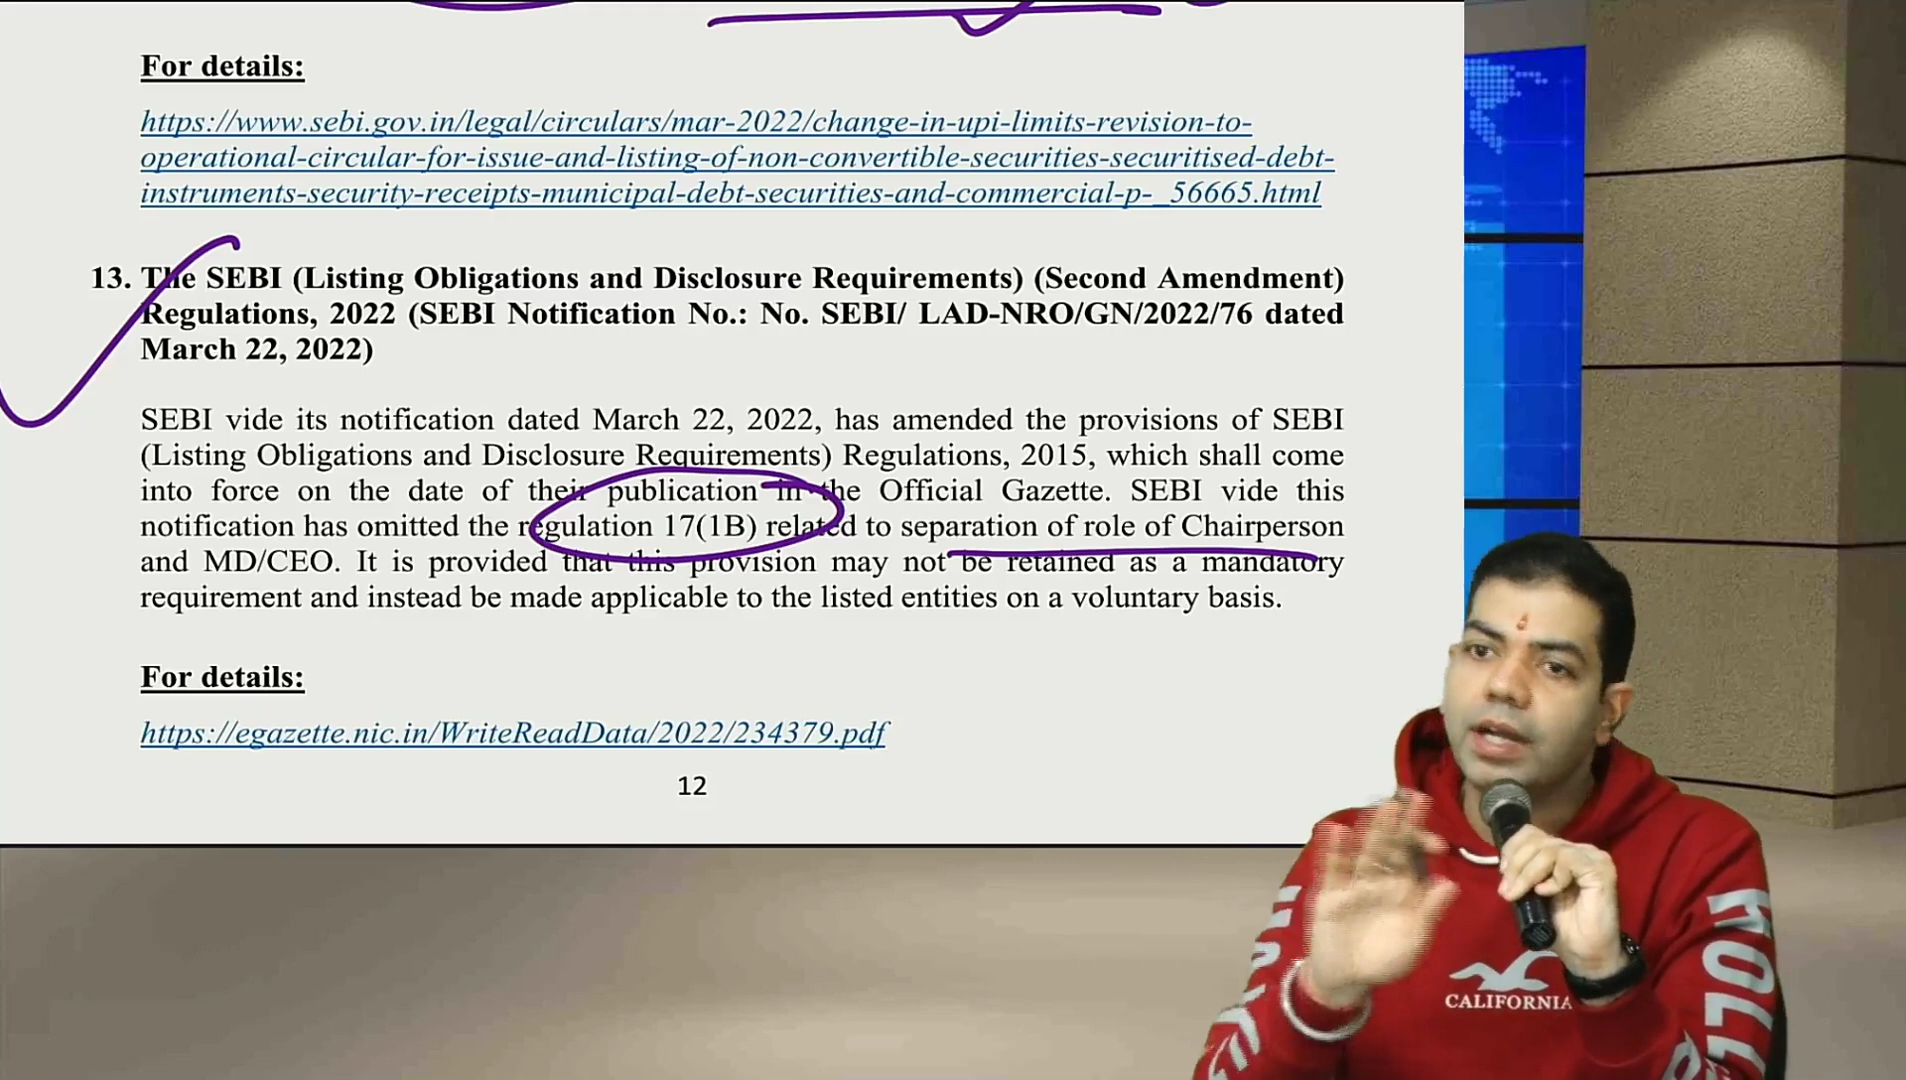 For details:
https://www.sebi.gov.in/legal/circulars/mar-2022/change-in-upi-limits-revision-to-
operational-circular-for-issue-and-listing-of-non-convertible-securities-securitised-debt-
instruments-security-receipts-municipal-debt-securities-and-commercial-p-_56665.html
13. The SEBI (Listing Obligations and Disclosure Requirements) (Second Amendment)
Regulations, 2022 (SEBI Notification No.: No. SEBI/ LAD-NRO/GN/2022/76 dated
March 22, 2022)
SEBI vide its notification dated March 22, 2022, has amended the provisions of SEBI
(Listing Obligations and Disclosure Requirements) Regulations, 2015, which shall come
into force on the date of their publication in the Official Gazette. SEBI vide this
notification has omitted the regulation 17(1B) related to separation of role of Chairperson
and MD/CEO. It is provided that this provision may not be retained as a mandatory
requirement and instead be made applicable to the listed entities on a voluntary basis.
For details:
https://egazette.nic.in/WriteReadData/2022/234379.pdf
12
CALIFORNIA